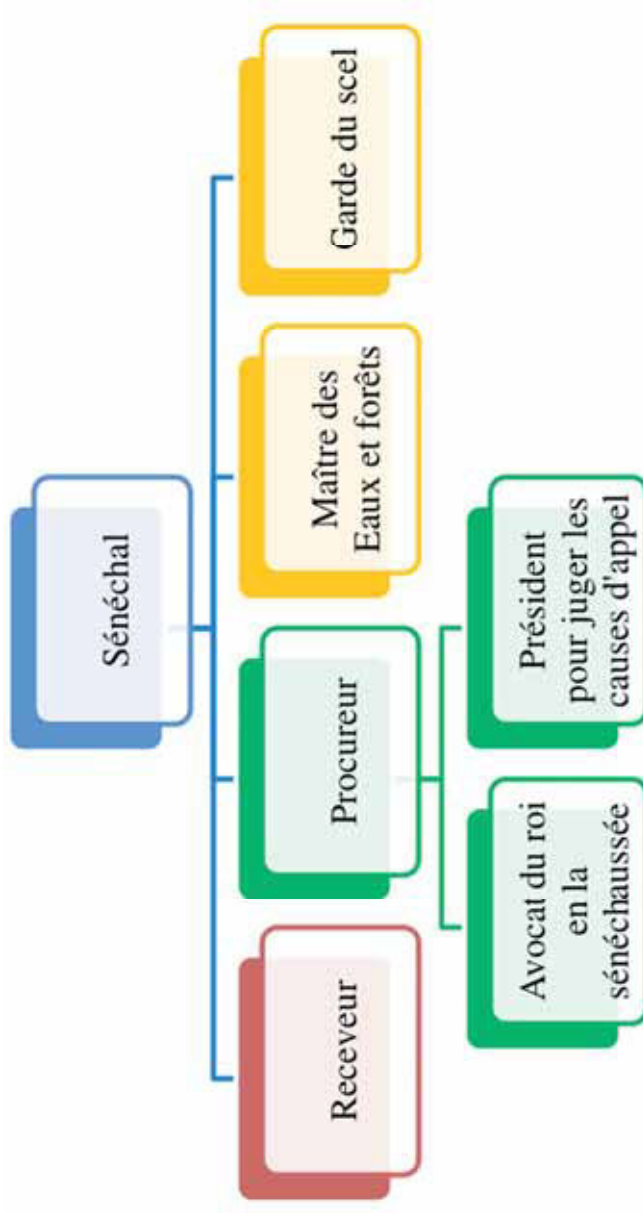 Sénéchal
Receveur
Procureur
Maître des
Eaux et forêts
Garde du scel
Avocat du roi
en la
sénéchaussée
Président
pour juger les
causes d'appel